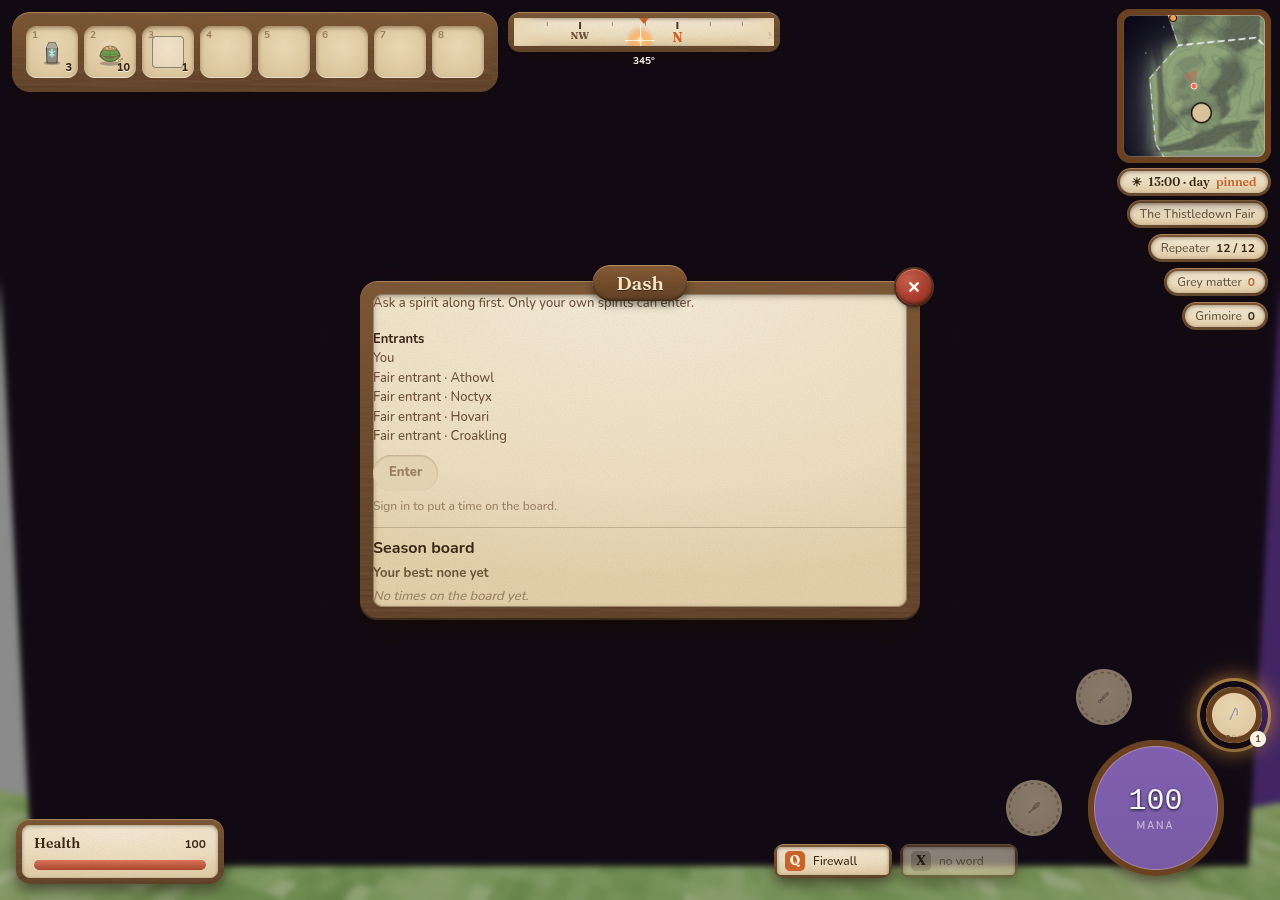 1
3
2
10
3
1
4
5
6
7
8
NW
N
345°
13:00 · day pinned
The Thistledown Fair
Repeater 12 / 12
Grey matter 0
Grimoire 0
Dash
Ask a spirit along first. Only your own spirits can enter.
Entrants
You
Fair entrant · Athowl
Fair entrant · Noctyx
Fair entrant · Hovari
Fair entrant · Croakling
Enter
Sign in to put a time on the board.
Season board
Your best: none yet
No times on the board yet.
1
100
MANA
Health 100
Q Firewall
X no word